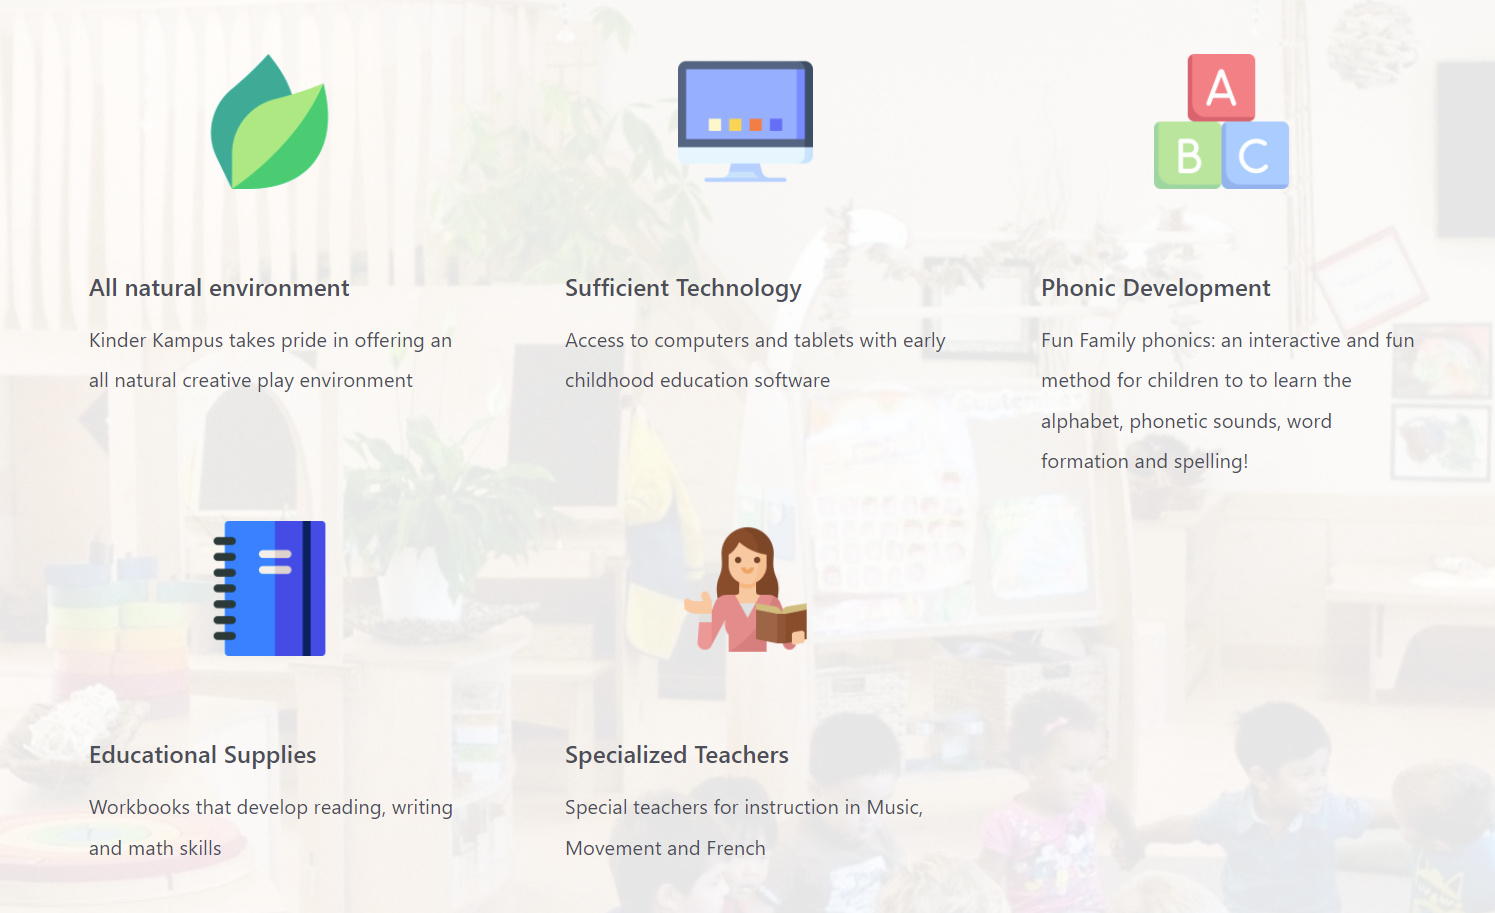 A
B C
All natural environment
Kinder Kampus takes pride in offering an
all natural creative play environment
Sufficient Technology
Access to computers and tablets with early
childhood education software
Phonic Development
Fun Family phonics: an interactive and fun
method for children to to learn the
alphabet, phonetic sounds, word
formation and spelling!
Educational Supplies
Workbooks that develop reading, writing
and math skills
Specialized Teachers
Special teachers for instruction in Music,
Movement and French